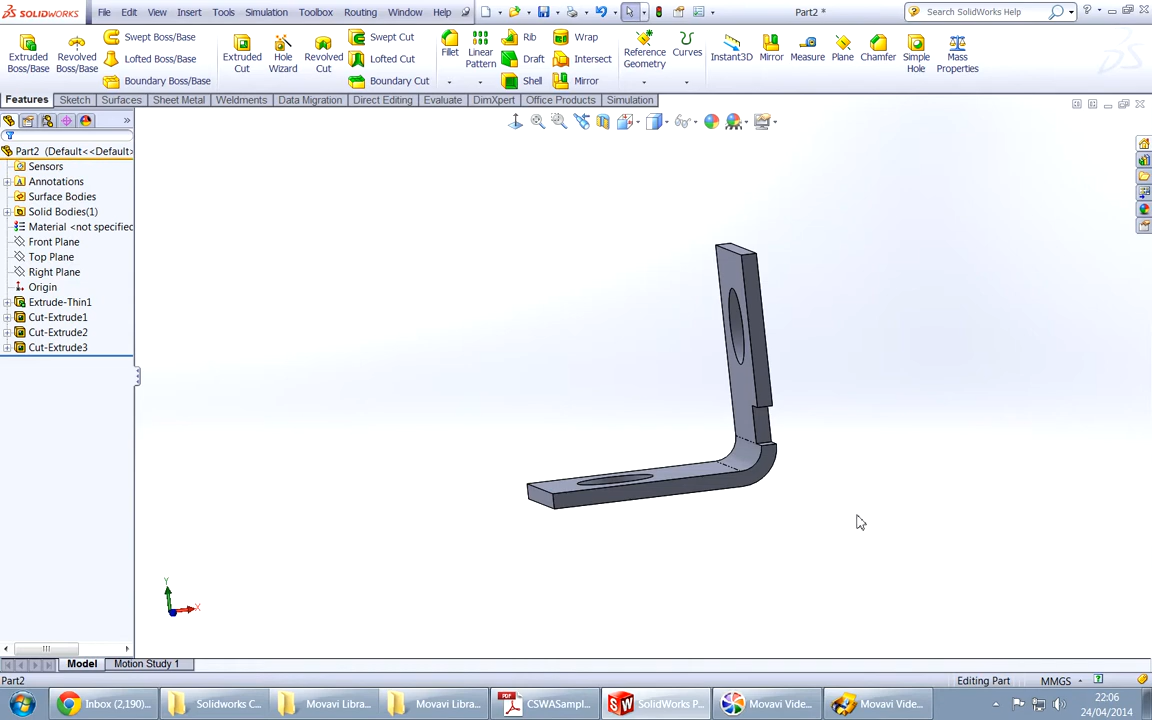 SOLIDWORKS File Edit View Insert Tools Simulation Toolbox Routing Window Help Part2 * Search SolidWorks Help
Extruded Boss/Base Revolved Boss/Base Swept Boss/Base Lofted Boss/Base Boundary Boss/Base Extruded Cut Hole Wizard Revolved Cut Swept Cut Lofted Cut Boundary Cut Fillet Linear Pattern Rib Draft Shell Wrap Intersect Mirror Reference Geometry Curves Instant3D Mirror Measure Plane Chamfer Simple Hole Mass Properties
Features Sketch Surfaces Sheet Metal Weldments Data Migration Direct Editing Evaluate DimXpert Office Products Simulation
Part2 (Default<<Default>
Sensors
Annotations
Surface Bodies
Solid Bodies(1)
Material <not specified
Front Plane
Top Plane
Right Plane
Origin
Extrude-Thin1
Cut-Extrude1
Cut-Extrude2
Cut-Extrude3
Y
X
Model Motion Study 1
Part2 Editing Part MMGS
Inbox (2,190)... Solidworks C... Movavi Libra... Movavi Libra... CSWASampl... SolidWorks P... Movavi Vide... Movavi Vide... 22:06
24/04/2014